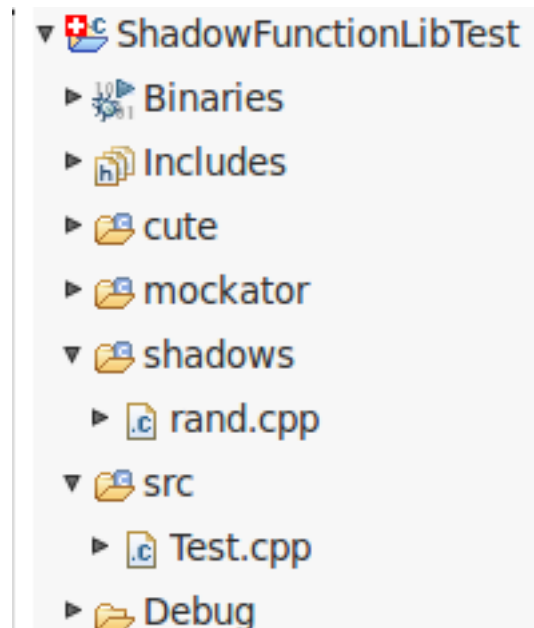 ShadowFunctionLibTest
Binaries
Includes
cute
mockator
shadows
rand.cpp
src
Test.cpp
Debug